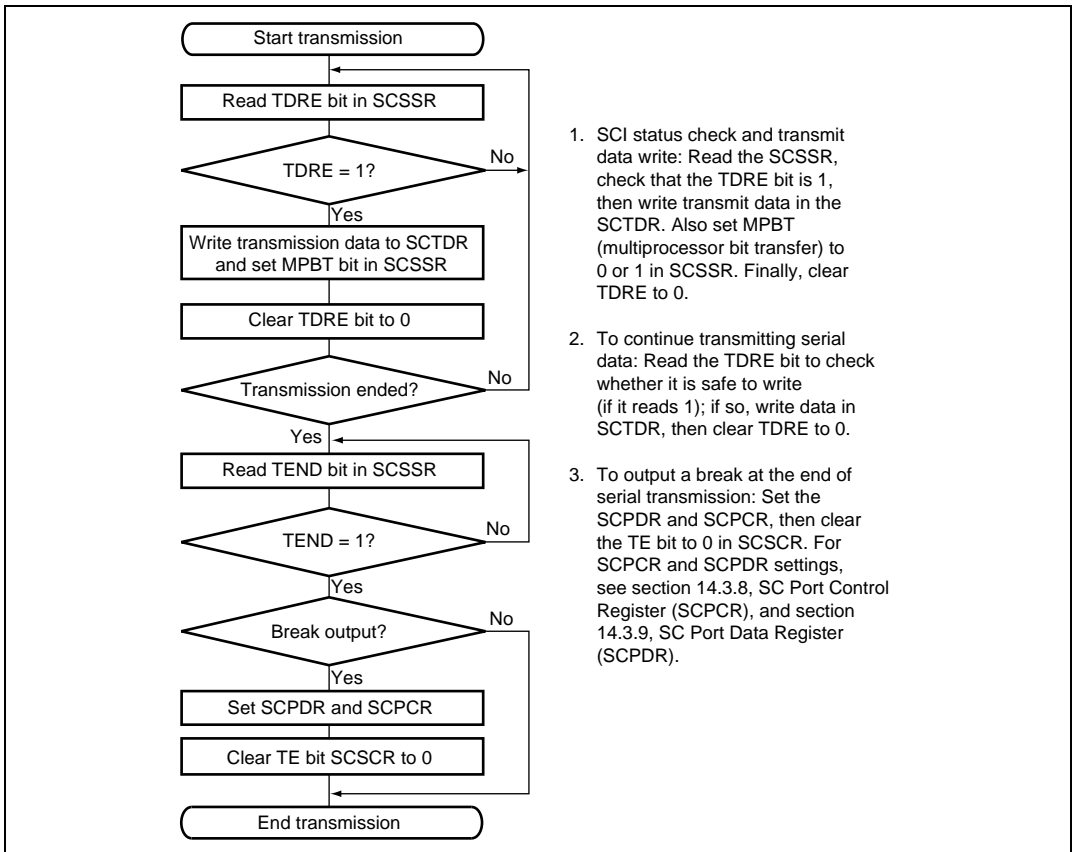 Start transmission
Read TDRE bit in SCSSR
TDRE = 1?
No
Yes
Write transmission data to SCTDR
and set MPBT bit in SCSSR
Clear TDRE bit to 0
Transmission ended?
No
Yes
Read TEND bit in SCSSR
TEND = 1?
No
Yes
Break output?
No
Yes
Set SCPDR and SCPCR
Clear TE bit SCSCR to 0
End transmission
1. SCI status check and transmit
data write: Read the SCSSR,
check that the TDRE bit is 1,
then write transmit data in the
SCTDR. Also set MPBT
(multiprocessor bit transfer) to
0 or 1 in SCSSR. Finally, clear
TDRE to 0.
2. To continue transmitting serial
data: Read the TDRE bit to check
whether it is safe to write
(if it reads 1); if so, write data in
SCTDR, then clear TDRE to 0.
3. To output a break at the end of
serial transmission: Set the
SCPDR and SCPCR, then clear
the TE bit to 0 in SCSCR. For
SCPCR and SCPDR settings,
see section 14.3.8, SC Port Control
Register (SCPCR), and section
14.3.9, SC Port Data Register
(SCPDR).